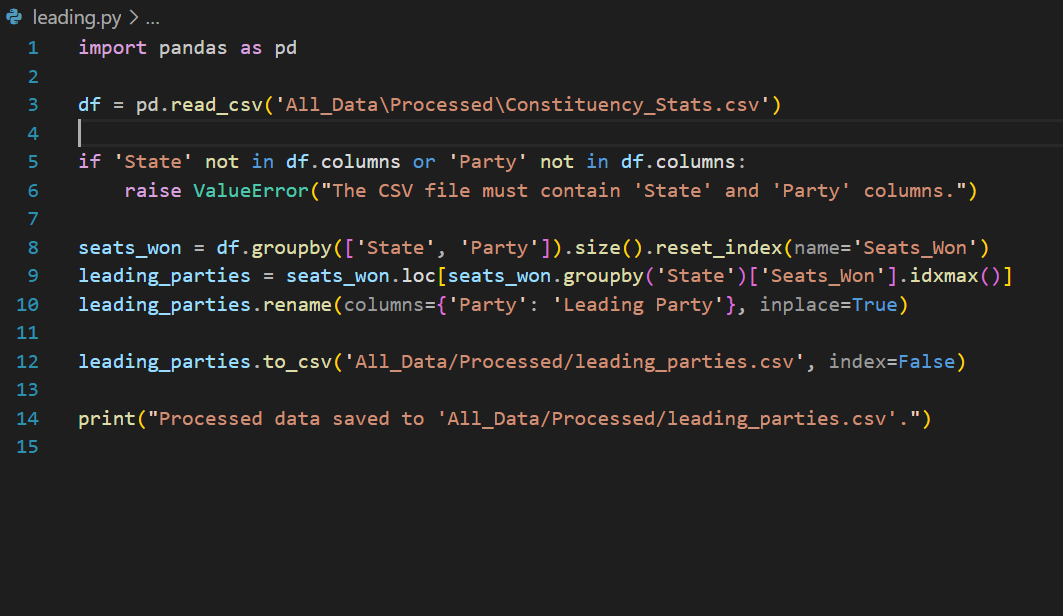 leading.py > ...
1 import pandas as pd
2
3 df = pd.read_csv('All_Data\Processed\Constituency_Stats.csv')
4
5 if 'State' not in df.columns or 'Party' not in df.columns:
6     raise ValueError("The CSV file must contain 'State' and 'Party' columns.")
7
8 seats_won = df.groupby(['State', 'Party']).size().reset_index(name='Seats_Won')
9 leading_parties = seats_won.loc[seats_won.groupby('State')['Seats_Won'].idxmax()]
10 leading_parties.rename(columns={'Party': 'Leading Party'}, inplace=True)
11
12 leading_parties.to_csv('All_Data/Processed/leading_parties.csv', index=False)
13
14 print("Processed data saved to 'All_Data/Processed/leading_parties.csv'.")
15